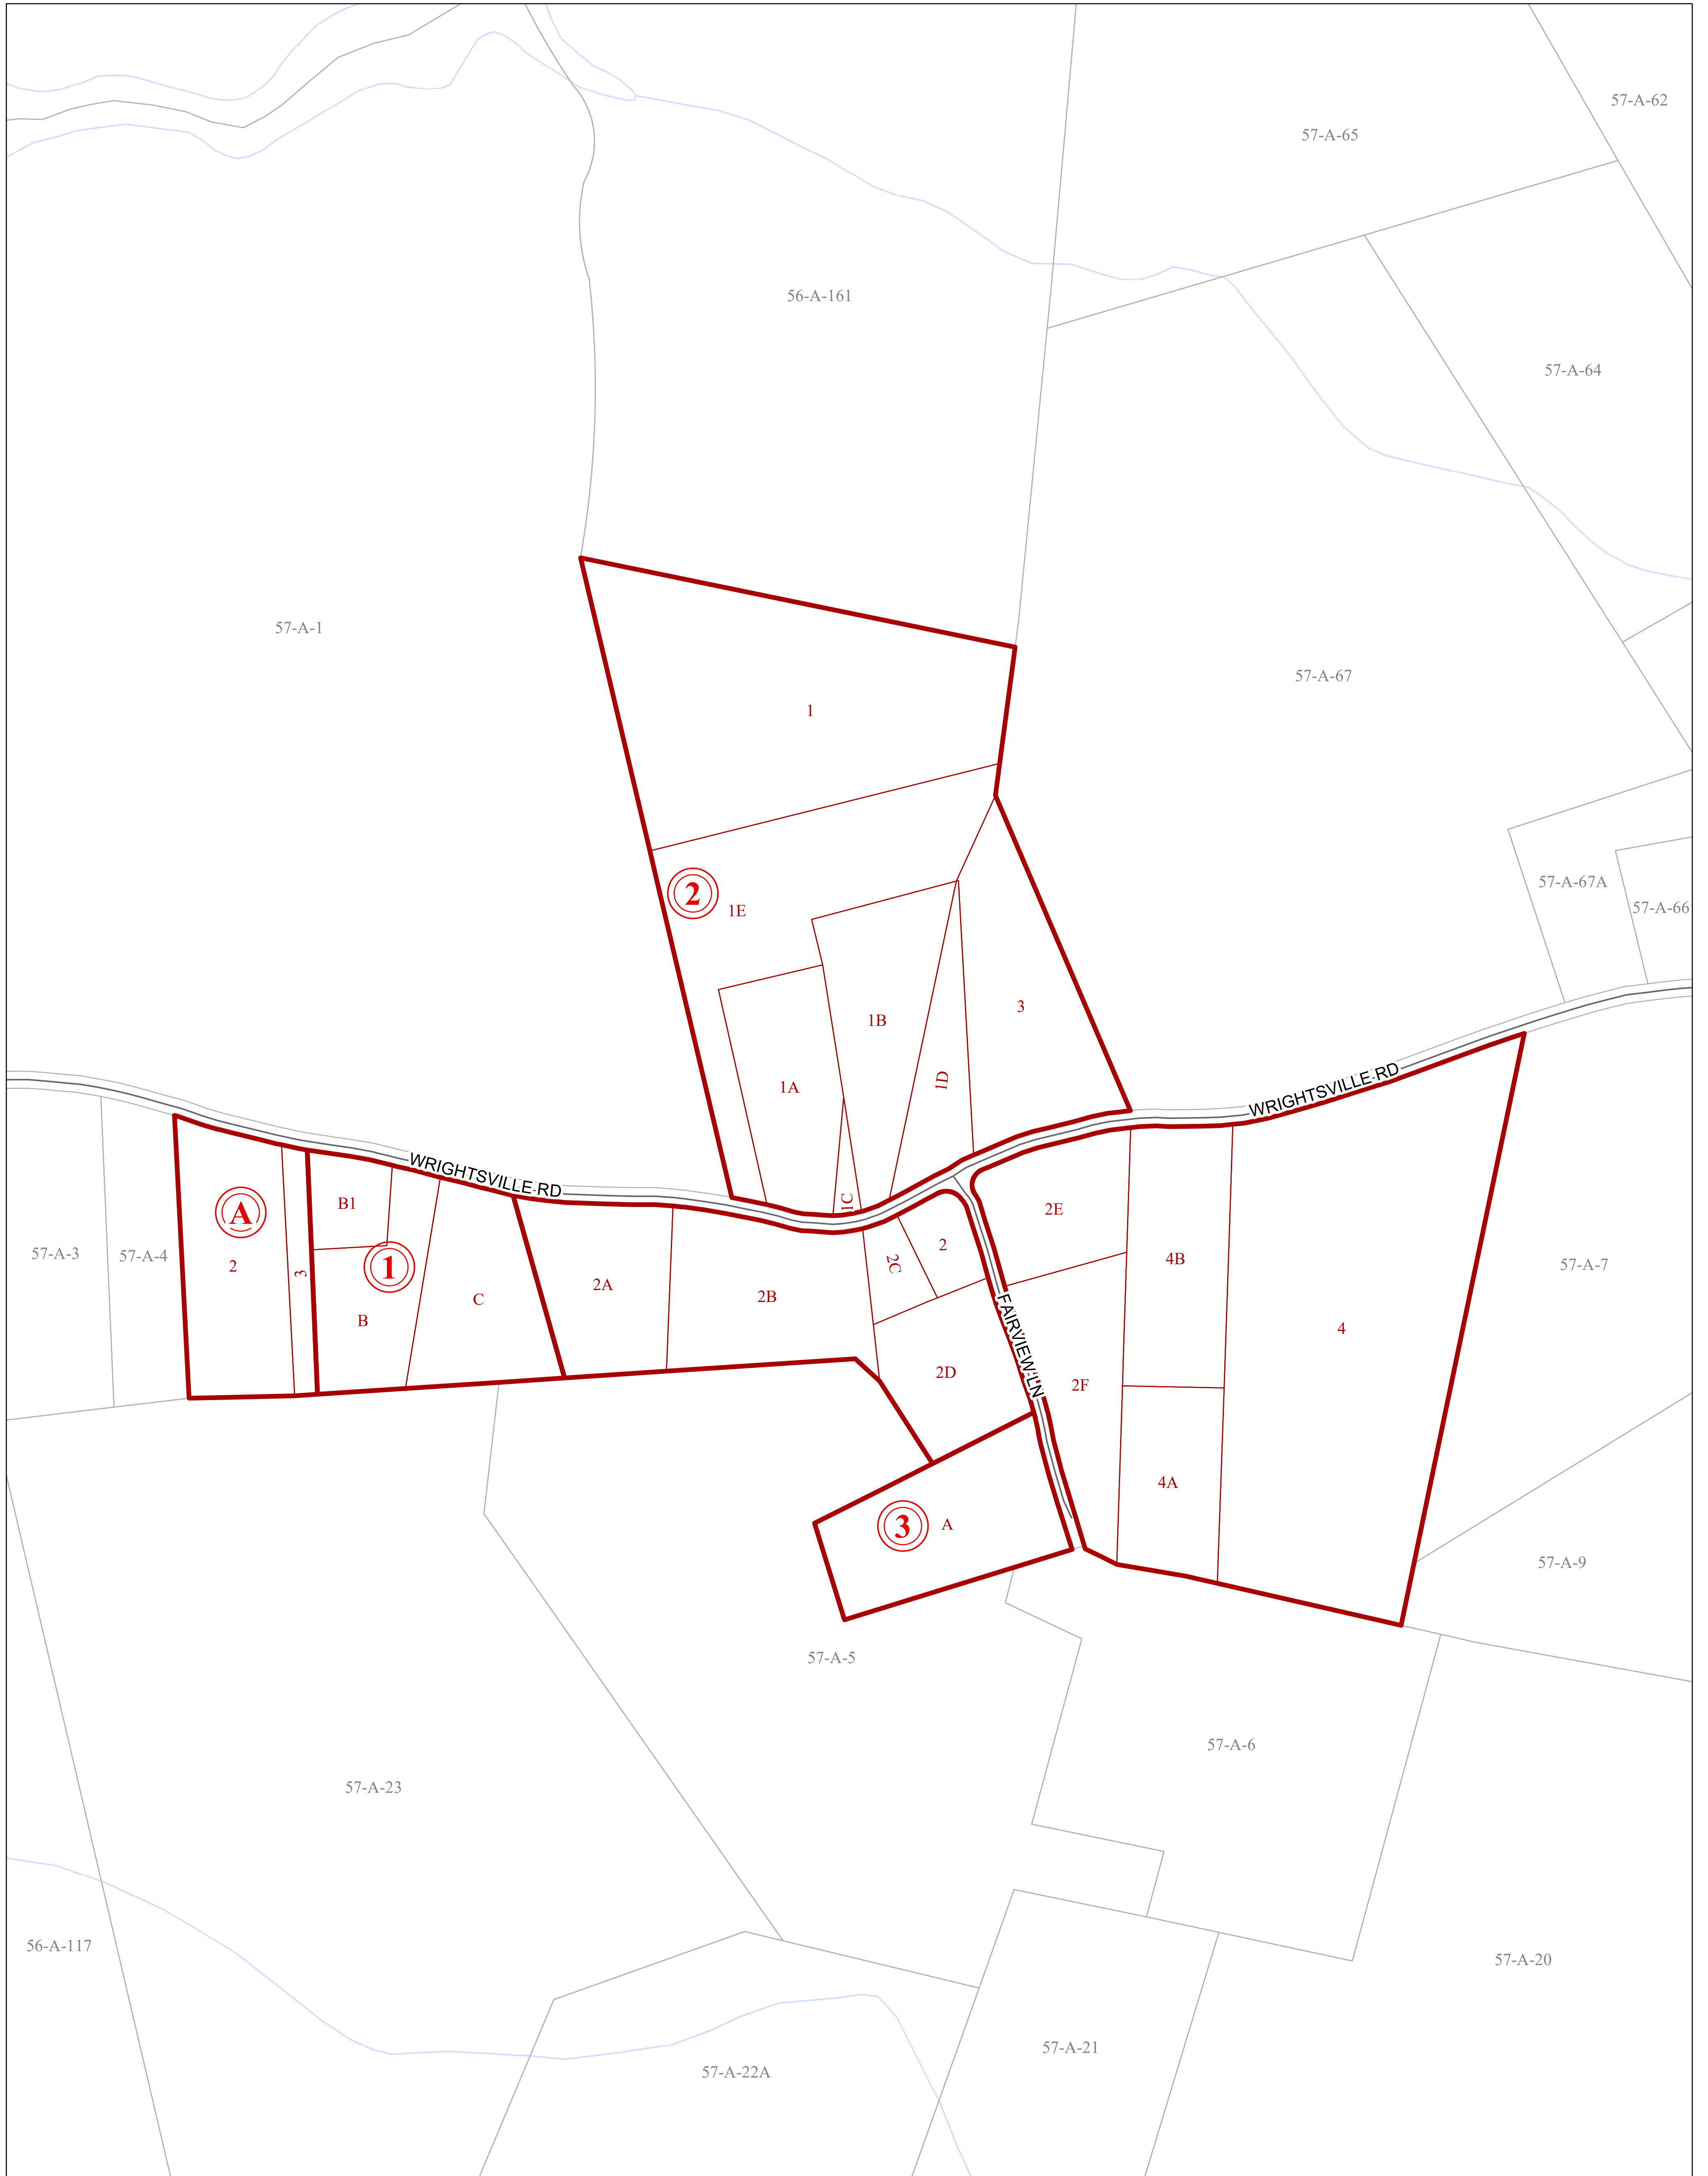 57-A-62
57-A-65
56-A-161
57-A-64
57-A-1
57-A-67
1
57-A-67A
2
1E
57-A-66
3
1B
1D
1A
WRIGHTSVILLE RD
WRIGHTSVILLE RD
1C
B1
A
2E
2
57-A-3
57-A-4
2
3
1
2C
4B
57-A-7
2A
2B
C
B
FAIRVIEW LN
4
2D
2F
4A
3
A
57-A-9
57-A-5
57-A-6
57-A-23
56-A-117
57-A-20
57-A-21
57-A-22A